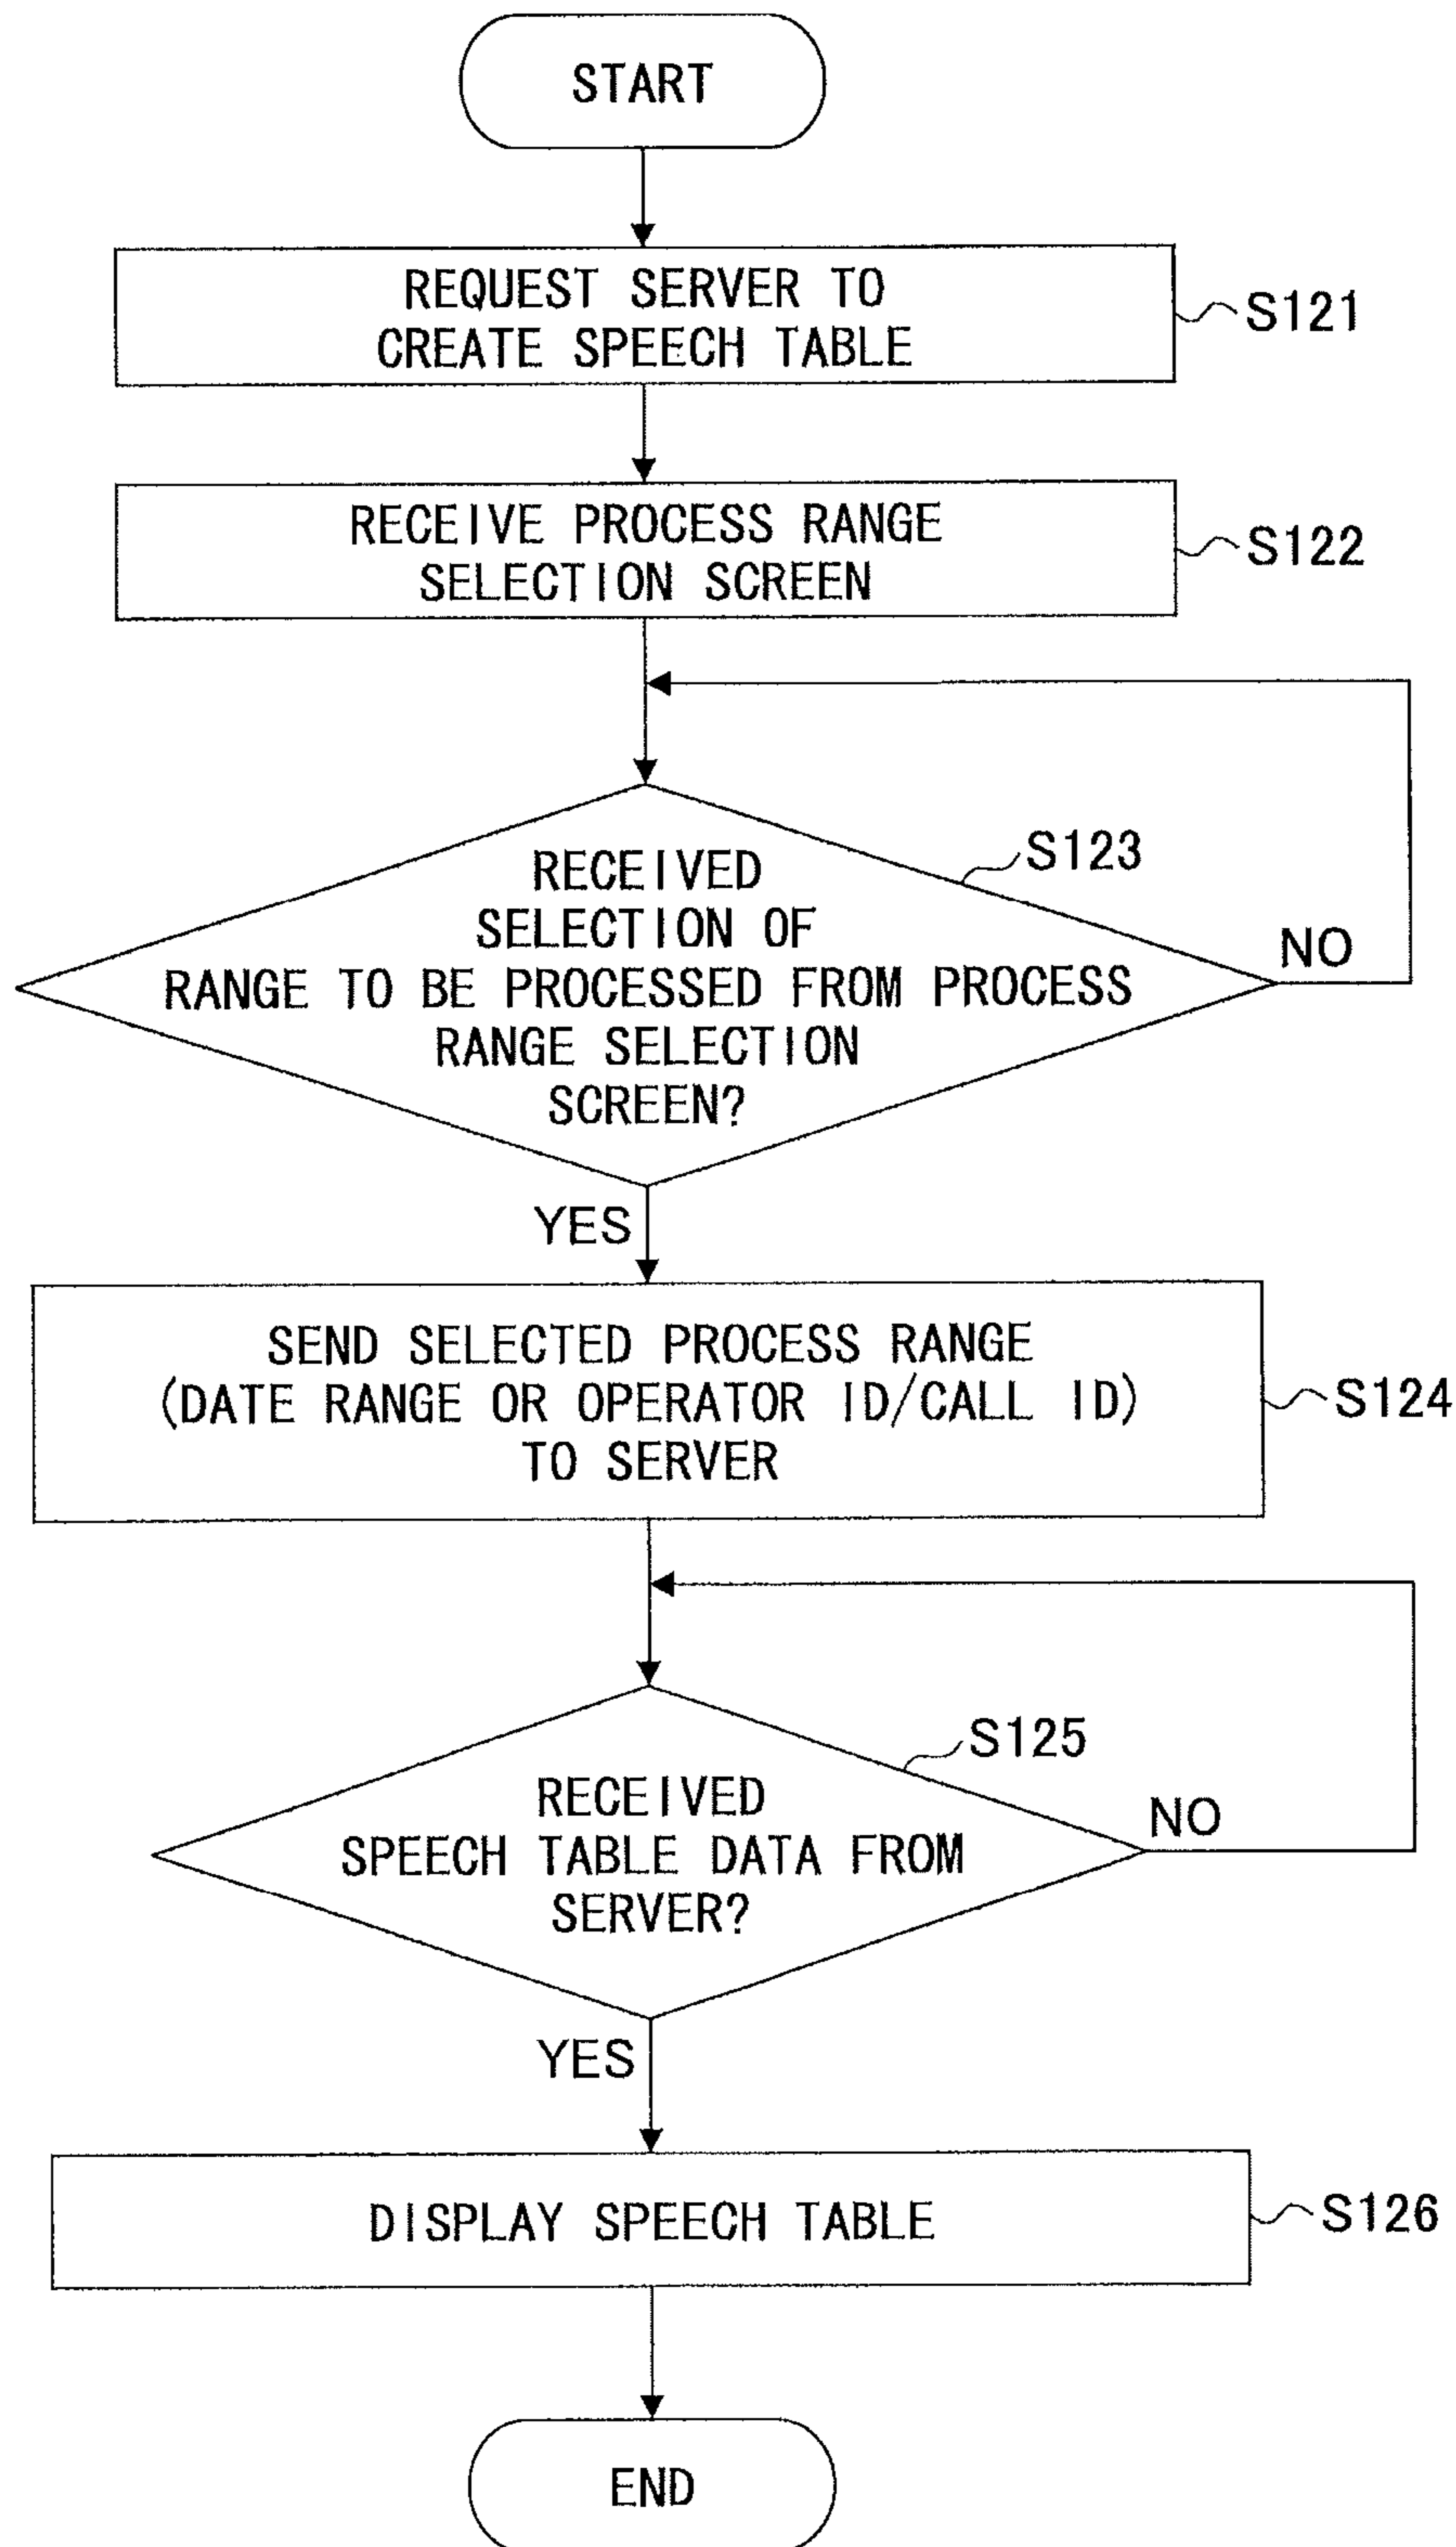 START
REQUEST SERVER TO
CREATE SPEECH TABLE
S121
RECEIVE PROCESS RANGE
SELECTION SCREEN
S122
RECEIVED
SELECTION OF
RANGE TO BE PROCESSED FROM PROCESS
RANGE SELECTION
SCREEN?
S123
NO
YES
SEND SELECTED PROCESS RANGE
(DATE RANGE OR OPERATOR ID/CALL ID)
TO SERVER
S124
RECEIVED
SPEECH TABLE DATA FROM
SERVER?
S125
NO
YES
DISPLAY SPEECH TABLE
S126
END